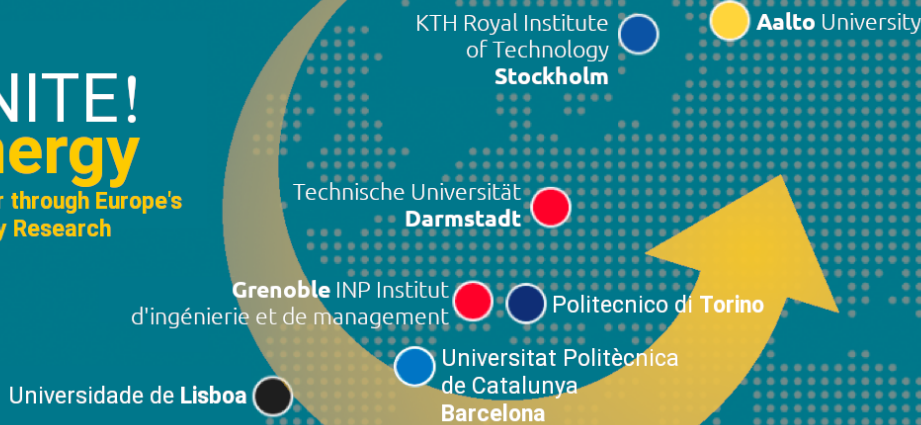 KTH Royal Institute
of Technology
Stockholm
Aalto University
NITE!
nergy
r through Europe's
y Research
Technische Universität
Darmstadt
Grenoble INP Institut
d'ingénierie et de management
Politecnico di Torino
Universitat Politècnica
de Catalunya
Barcelona
Universidade de Lisboa